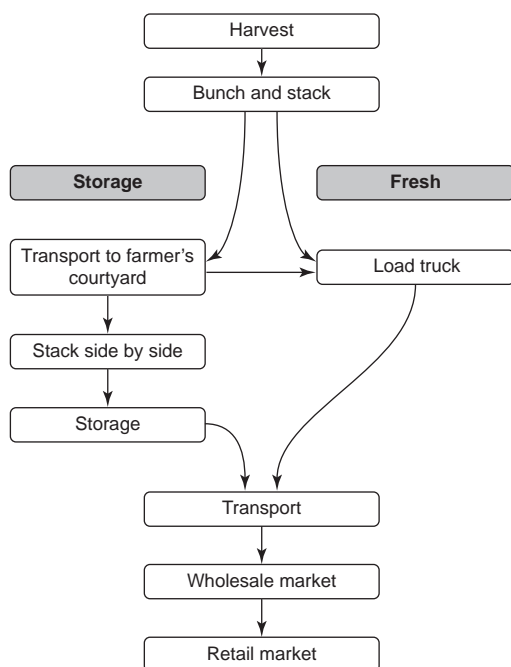 Harvest
Bunch and stack
Storage
Fresh
Transport to farmer’s
courtyard
Load truck
Stack side by side
Storage
Transport
Wholesale market
Retail market